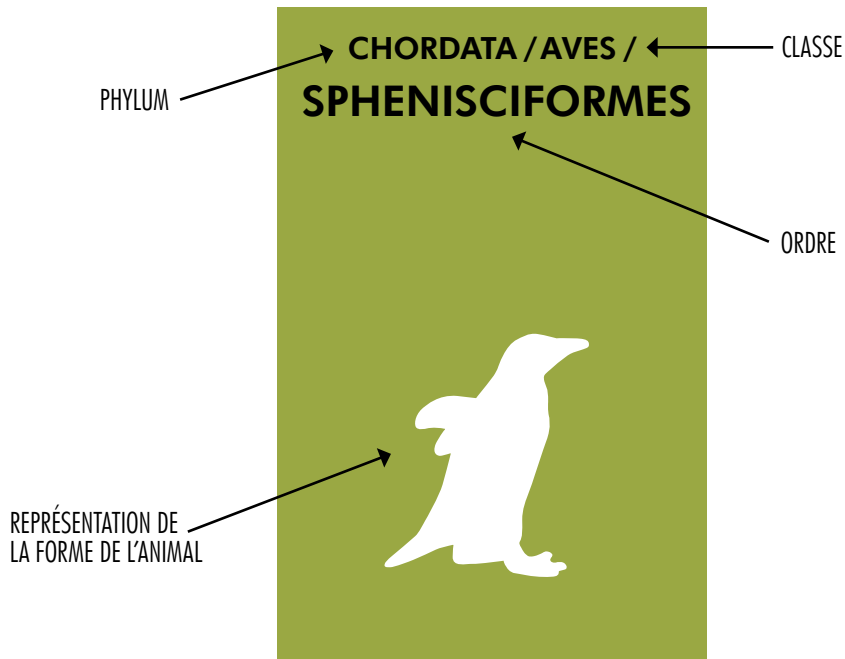 CHORDATA / AVES /
CLASSE
PHYLUM
SPHENISCIFORMES
ORDRE
REPRÉSENTATION DE
LA FORME DE L'ANIMAL